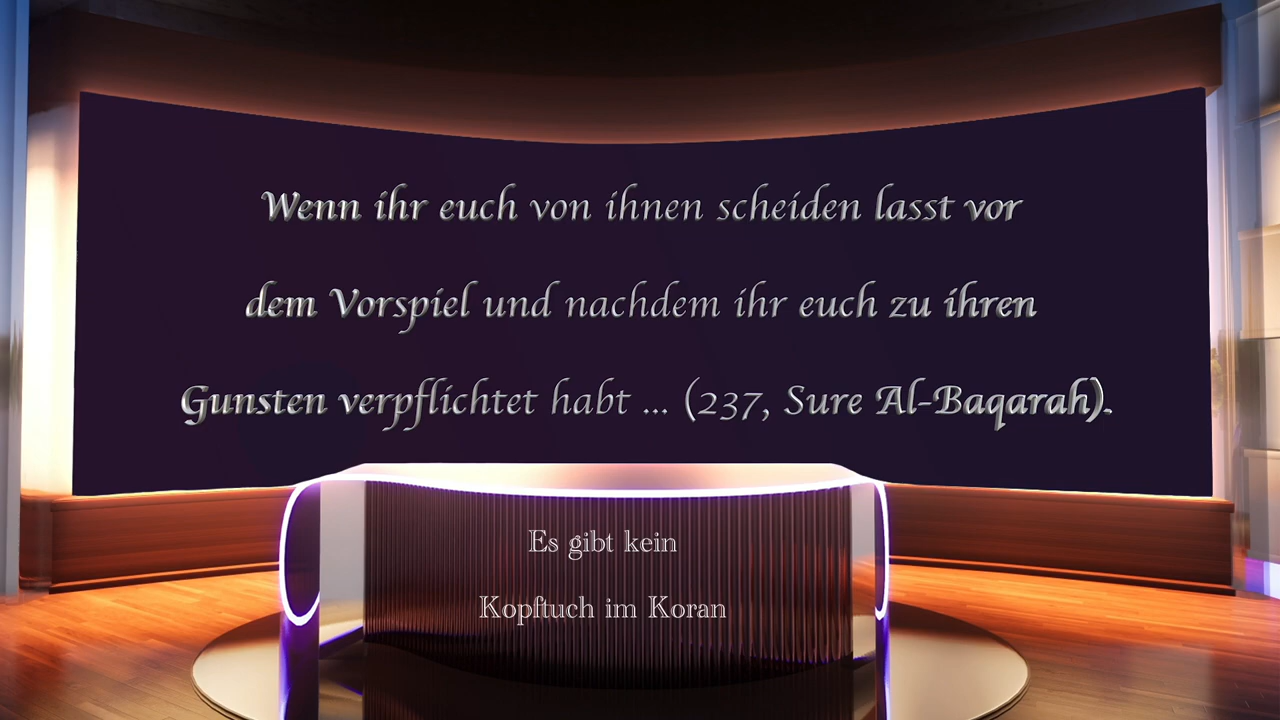 Wenn ihr euch von ihnen scheiden lasst vor
dem Vorspiel und nachdem ihr euch zu ihren
Gunsten verpflichtet habt ... (237, Sure Al-Baqarah).
Es gibt kein
Kopftuch im Koran